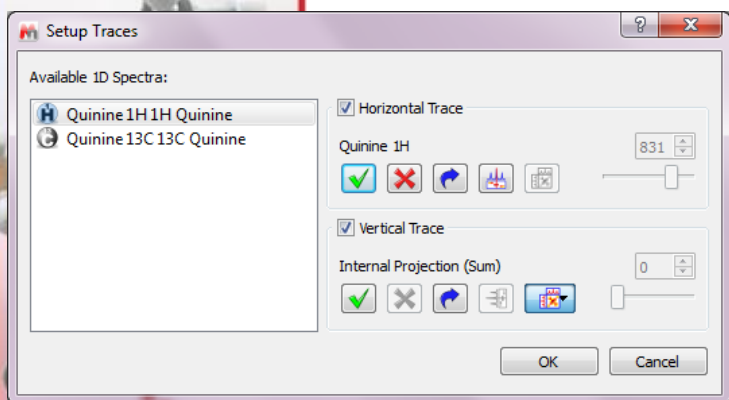 Setup Traces
Available 1D Spectra:
Quinine 1H 1H Quinine
Quinine 13C 13C Quinine
Horizontal Trace
Quinine 1H
831
Vertical Trace
Internal Projection (Sum)
0
OK
Cancel